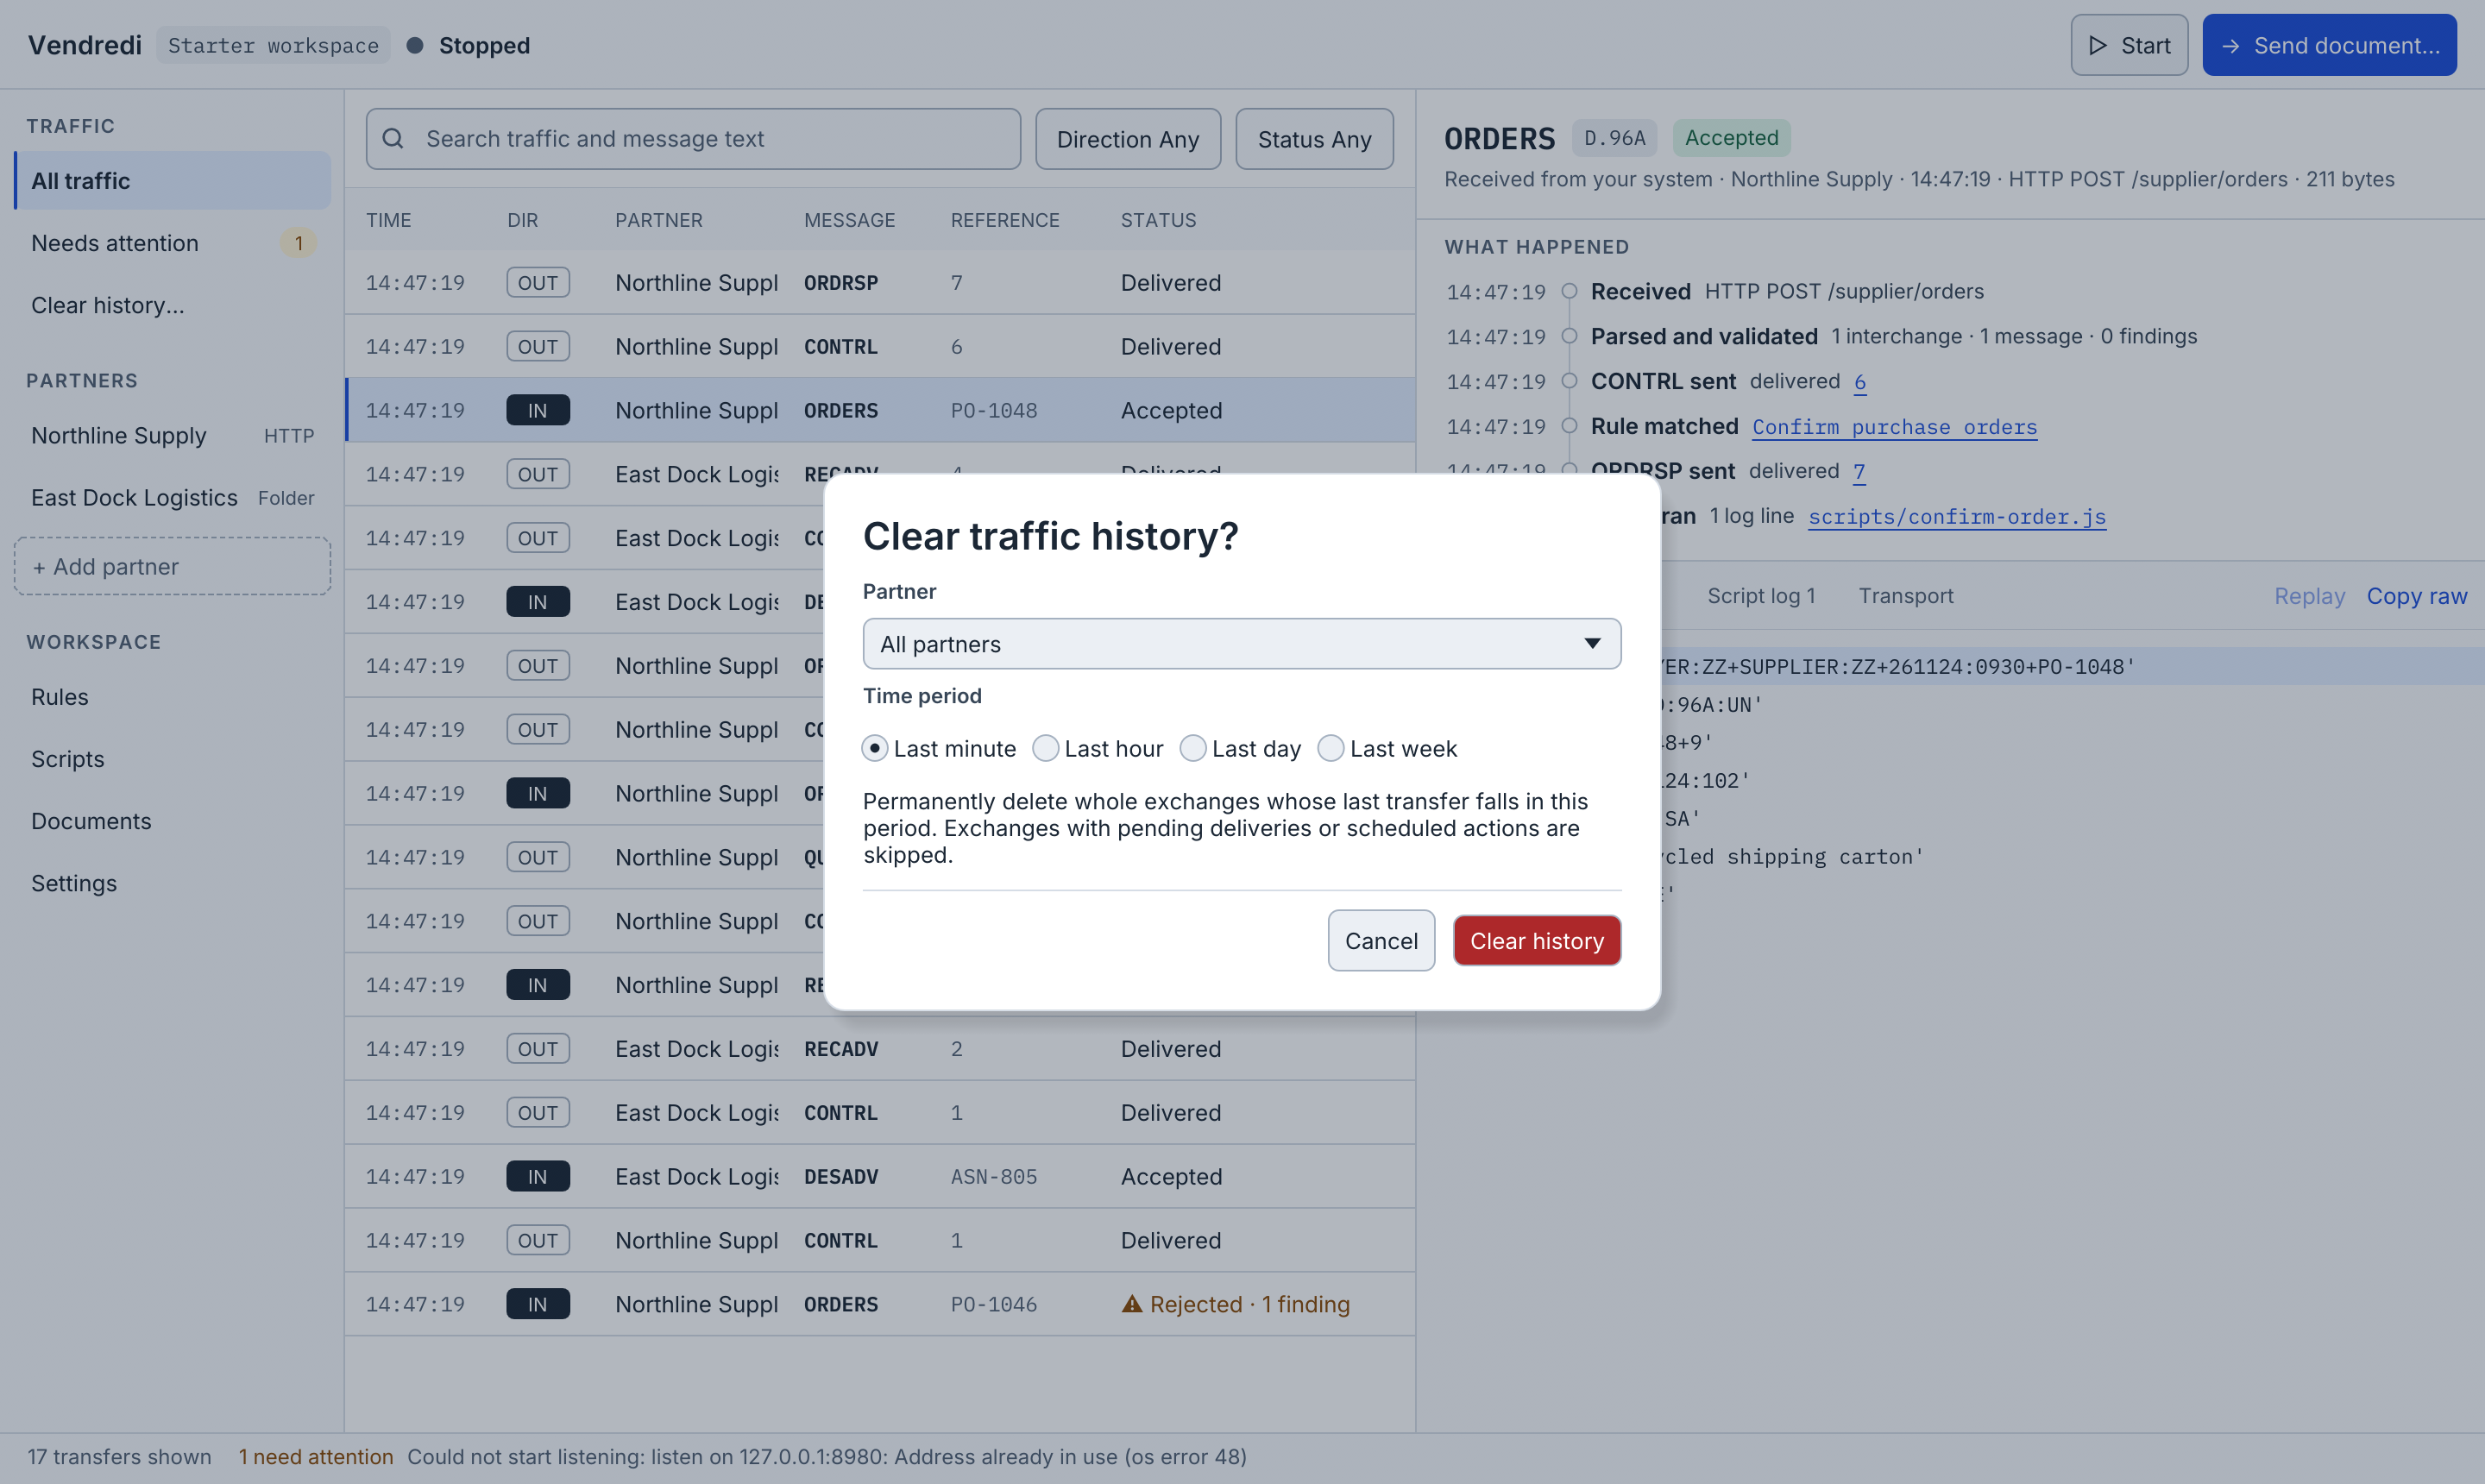 Vendredi Starter workspace Stopped
Start
Send document...
TRAFFIC
All traffic
Needs attention 1
Clear history...
PARTNERS
Northline Supply HTTP
East Dock Logistics Folder
+ Add partner
WORKSPACE
Rules
Scripts
Documents
Settings
Search traffic and message text
Direction Any
Status Any
TIME DIR PARTNER MESSAGE REFERENCE STATUS
14:47:19 OUT Northline Suppl ORDRSP 7 Delivered
14:47:19 OUT Northline Suppl CONTRL 6 Delivered
14:47:19 IN Northline Suppl ORDERS PO-1048 Accepted
14:47:19 OUT East Dock Logis RECADV 4 Delivered
14:47:19 OUT East Dock Logis
14:47:19 IN East Dock Logis
14:47:19 OUT Northline Suppl
14:47:19 OUT Northline Suppl
14:47:19 IN Northline Suppl
14:47:19 OUT Northline Suppl
14:47:19 OUT Northline Suppl
14:47:19 IN Northline Suppl
14:47:19 OUT East Dock Logis RECADV 2 Delivered
14:47:19 OUT East Dock Logis CONTRL 1 Delivered
14:47:19 IN East Dock Logis DESADV ASN-805 Accepted
14:47:19 OUT Northline Suppl CONTRL 1 Delivered
14:47:19 IN Northline Suppl ORDERS PO-1046 Rejected · 1 finding
ORDERS D.96A Accepted
Received from your system · Northline Supply · 14:47:19 · HTTP POST /supplier/orders · 211 bytes
WHAT HAPPENED
14:47:19 Received HTTP POST /supplier/orders
14:47:19 Parsed and validated 1 interchange · 1 message · 0 findings
14:47:19 CONTRL sent delivered 6
14:47:19 Rule matched Confirm purchase orders
14:47:19 ORDRSP sent delivered 7
ran 1 log line scripts/confirm-order.js
Script log 1 Transport Replay Copy raw
YER:ZZ+SUPPLIER:ZZ+261124:0930+PO-1048'
:96A:UN'
48+9'
24:102'
SA'
ycled shipping carton'
E'
Clear traffic history?
Partner
All partners
Time period
Last minute Last hour Last day Last week
Permanently delete whole exchanges whose last transfer falls in this
period. Exchanges with pending deliveries or scheduled actions are
skipped.
Cancel
Clear history
17 transfers shown 1 need attention Could not start listening: listen on 127.0.0.1:8980: Address already in use (os error 48)